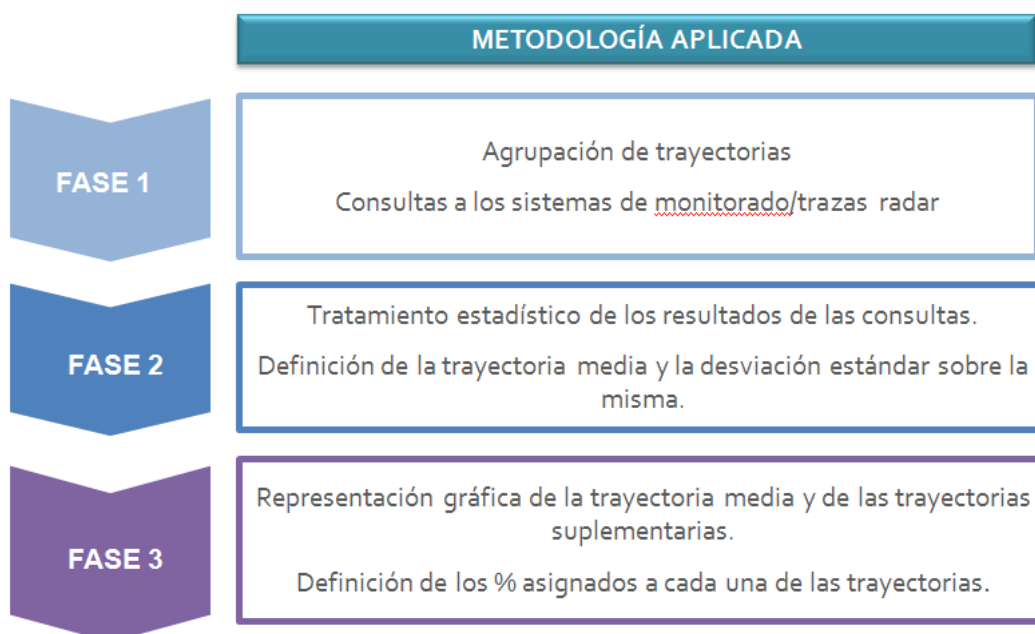 METODOLOGÍA APLICADA
FASE 1
Agrupación de trayectorias
Consultas a los sistemas de monitorado/trazas radar
FASE 2
Tratamiento estadístico de los resultados de las consultas.
Definición de la trayectoria media y la desviación estándar sobre la
misma.
FASE 3
Representación gráfica de la trayectoria media y de las trayectorias
suplementarias.
Definición de los % asignados a cada una de las trayectorias.